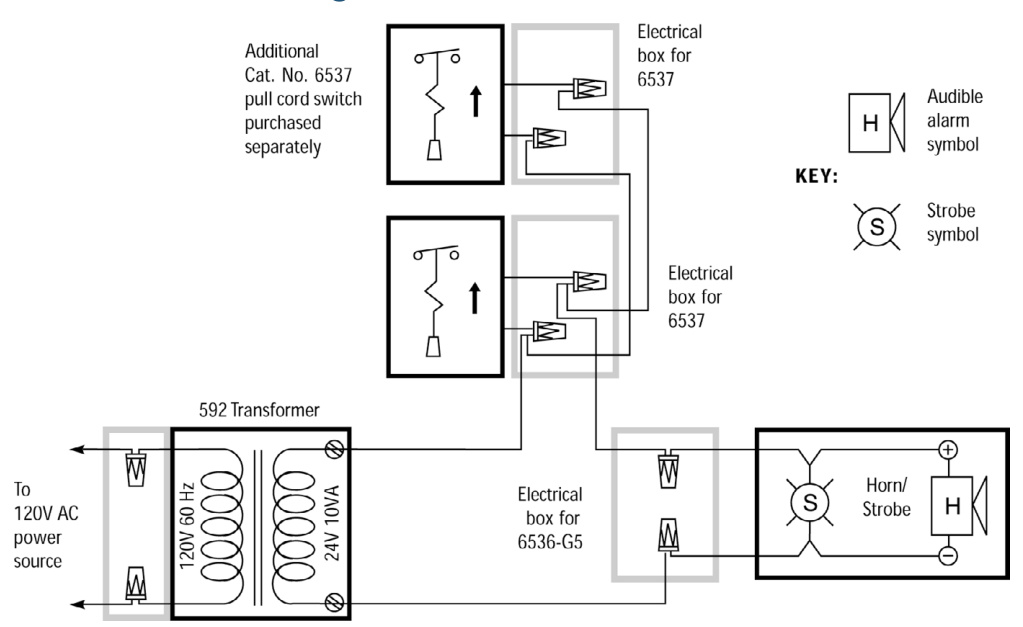 Additional
Cat. No. 6537
pull cord switch
purchased
separately
Electrical
box for
6537
H
Audible
alarm
symbol
KEY:
S
Strobe
symbol
Electrical
box for
6537
592 Transformer
To
120V AC
power
source
120V 60 Hz
24V 10VA
Electrical
box for
6536-G5
S
Horn/
Strobe
+
H
−